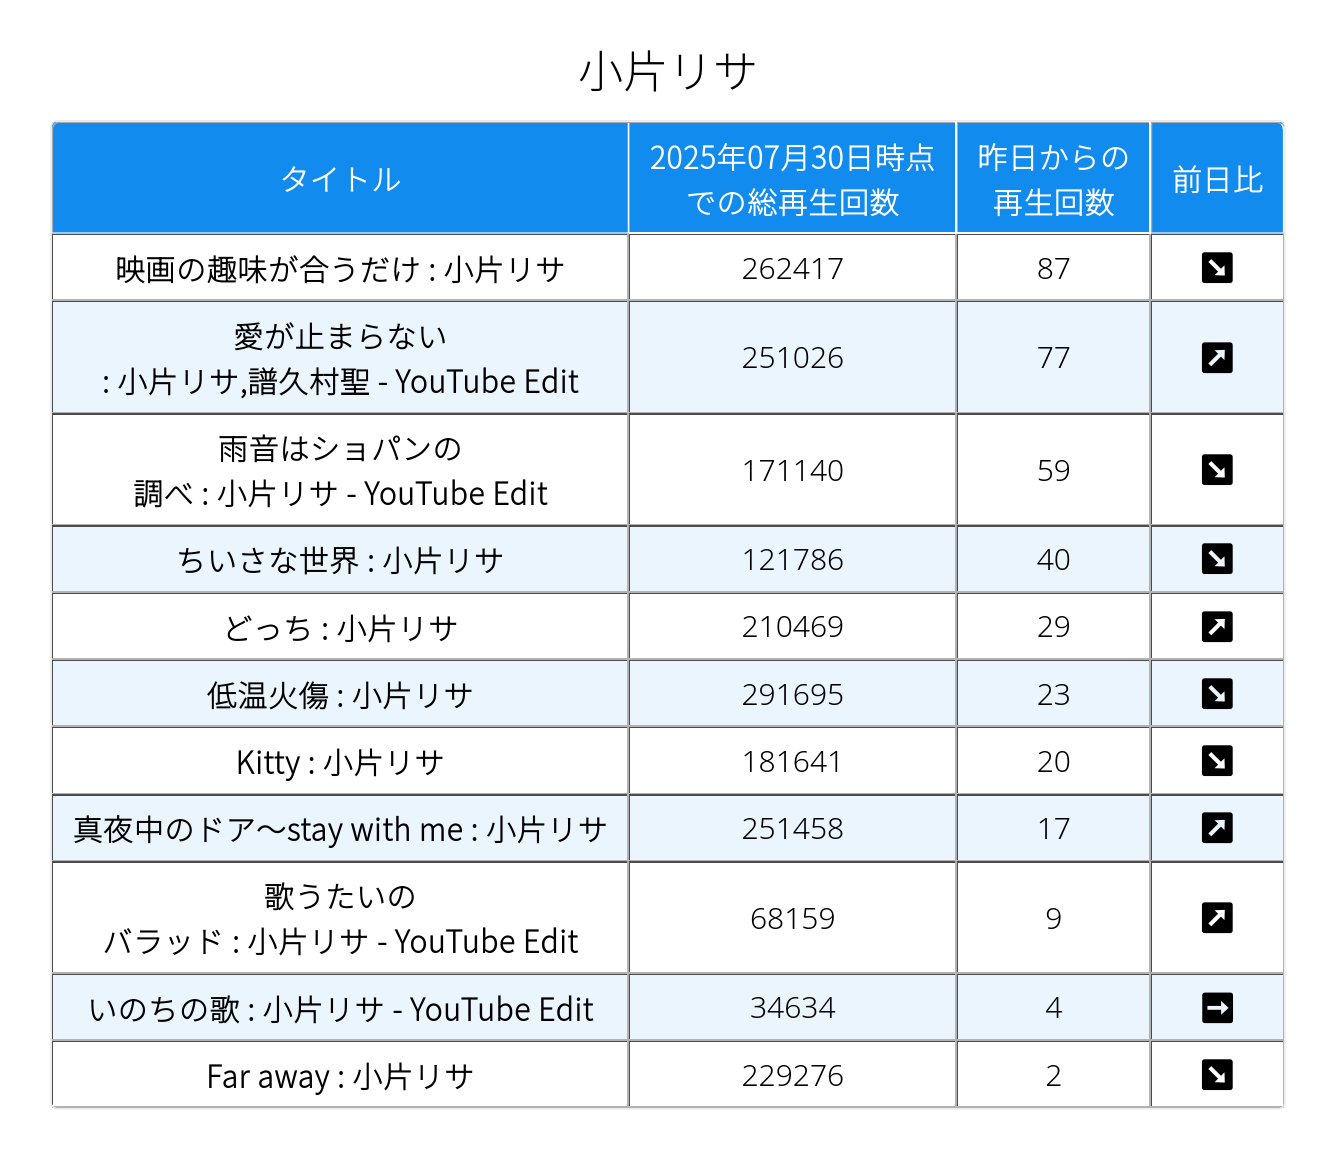 小片リサ
タイトル
2025年07月30日時点
での総再生回数
昨日からの
再生回数
前日比
映画の趣味が合うだけ : 小片リサ
262417
87
愛が止まらない
: 小片リサ,譜久村聖 - YouTube Edit
251026
77
雨音はショパンの
調べ : 小片リサ - YouTube Edit
171140
59
ちいさな世界 : 小片リサ
121786
40
どっち : 小片リサ
210469
29
低温火傷 : 小片リサ
291695
23
Kitty : 小片リサ
181641
20
真夜中のドア〜stay with me : 小片リサ
251458
17
歌うたいの
バラッド : 小片リサ - YouTube Edit
68159
9
いのちの歌 : 小片リサ - YouTube Edit
34634
4
Far away : 小片リサ
229276
2